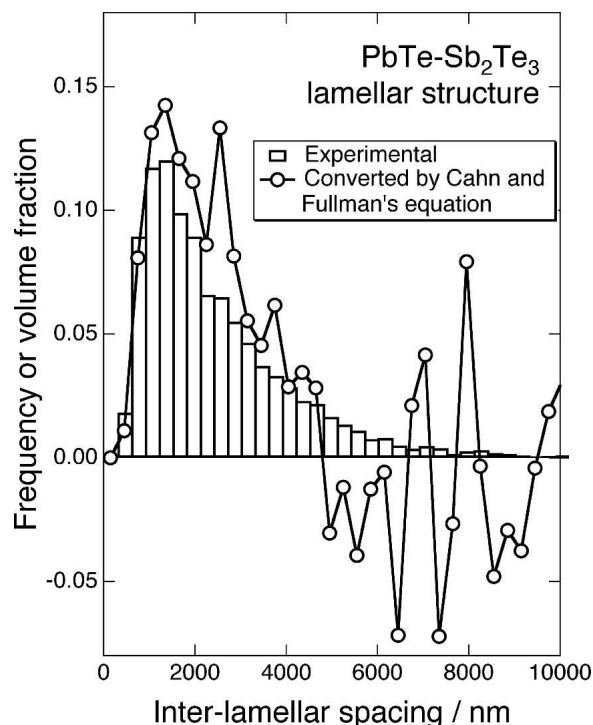 PbTe-Sb2Te3
lamellar structure
Experimental
Converted by Cahn and
Fullman's equation
Frequency or volume fraction
0.15
0.10
0.05
0.00
-0.05
0
2000
4000
6000
8000
10000
Inter-lamellar spacing / nm